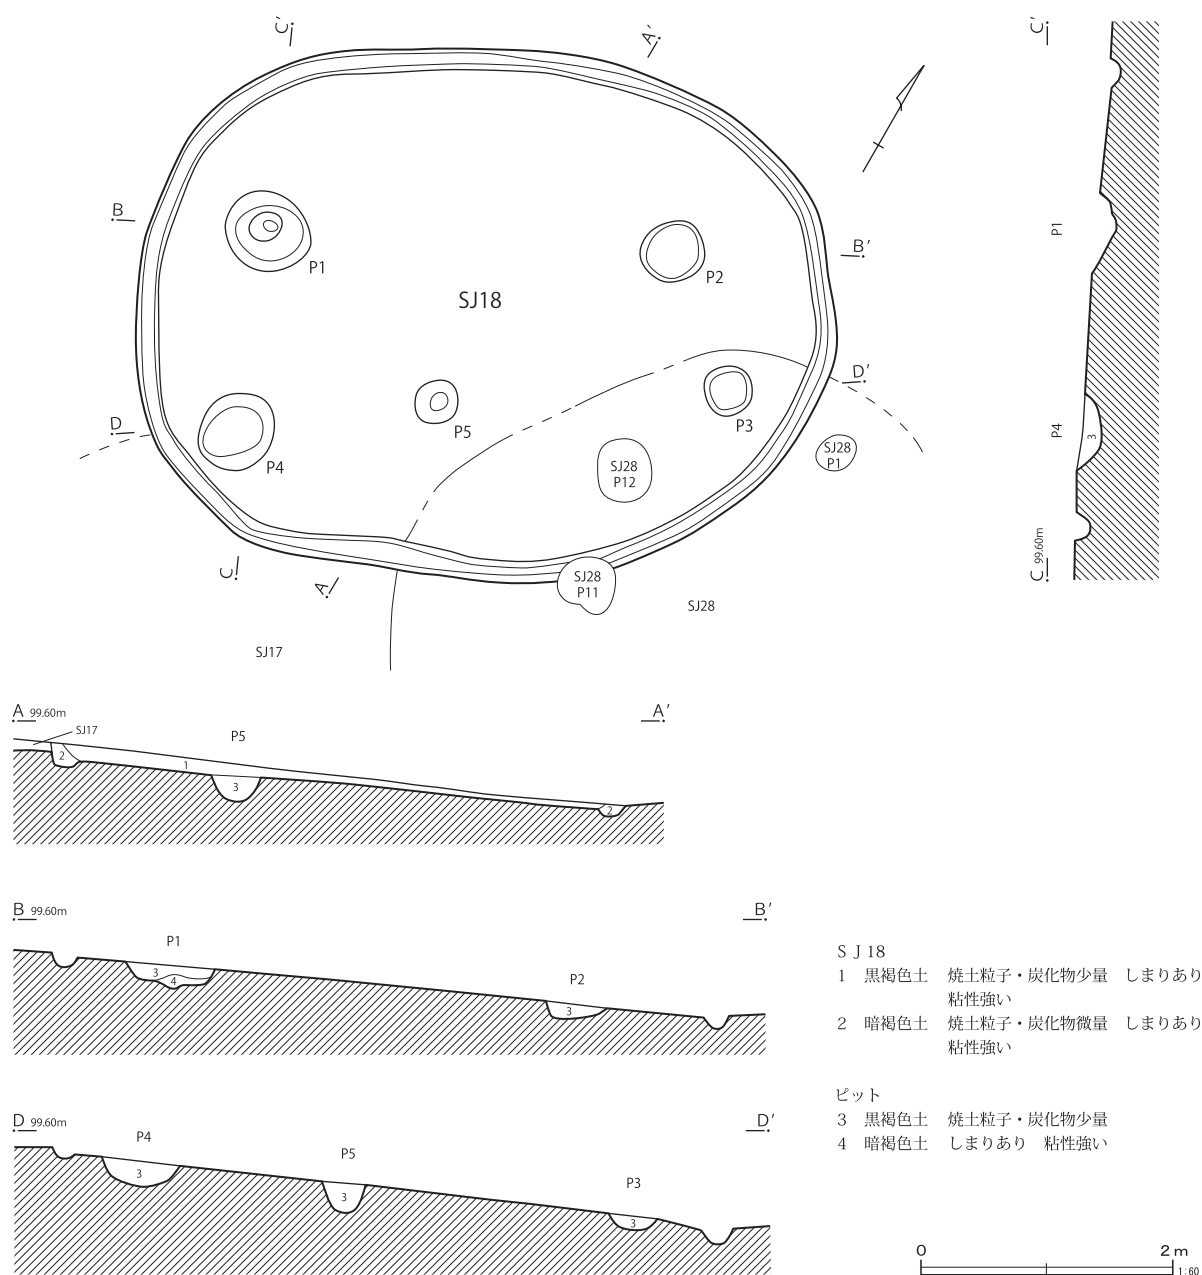 C′
A′
C′
B
P1
B′
P2
P1
SJ18
D′
D
P5
P3
P4
SJ28
P1
P4
3
SJ28
P12
C
A
SJ28
P11
C 99.60m
SJ28
SJ17
A 99.60m
A′
SJ17
P5
2
1
3
2
B 99.60m
B′
P1
3
4
P2
3
D 99.60m
D′
P4
3
P5
3
P3
3
ＳＪ18
1 黒褐色土 焼土粒子・炭化物少量 しまりあり
粘性強い
2 暗褐色土 焼土粒子・炭化物微量 しまりあり
粘性強い
ピット
3 黒褐色土 焼土粒子・炭化物少量
4 暗褐色土 しまりあり 粘性強い
0 2 m
1:60